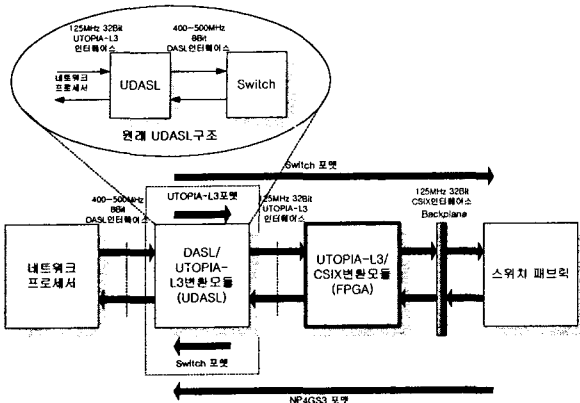 125MHz 32Bit
UTOPIA-L3
인터페이스
400-500MHz
8Bit
DASL인터페이스
네트워크
프로세서
UDASL
Switch
원래 UDASL구조
Switch 포맷
UTOPIA-L3포맷
400-500MHz
8Bit
DASL인터페이스
125MHz 32Bit
UTOPIA-L3
인터페이스
125MHz 32Bit
CSIX인터페이스
Backplane
네트워크
프로세서
DASL/
UTOPIA-
L3변환모듈
(UDASL)
UTOPIA-L3/
CSIX변환모듈
(FPGA)
스위치 패브릭
Switch 포맷
NP4GS3 포맷